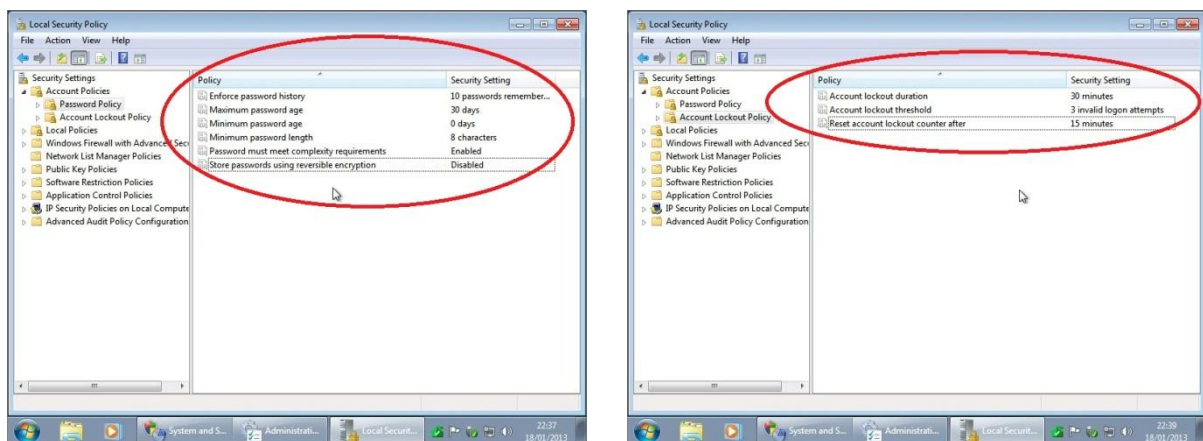 Local Security Policy
File Action View Help
Security Settings
Account Policies
Password Policy
Account Lockout Policy
Local Policies
Windows Firewall with Advanced Secu
Network List Manager Policies
Public Key Policies
Software Restriction Policies
Application Control Policies
IP Security Policies on Local Compute
Advanced Audit Policy Configuration
Policy Security Setting
Enforce password history 10 passwords remember...
Maximum password age 30 days
Minimum password age 0 days
Minimum password length 8 characters
Password must meet complexity requirements Enabled
Store passwords using reversible encryption Disabled
System and S... Administrati... Local Securit... 22:37
18/01/2013
Local Security Policy
File Action View Help
Security Settings
Account Policies
Password Policy
Account Lockout Policy
Local Policies
Windows Firewall with Advanced Secu
Network List Manager Policies
Public Key Policies
Software Restriction Policies
Application Control Policies
IP Security Policies on Local Compute
Advanced Audit Policy Configuration
Policy Security Setting
Account lockout duration 30 minutes
Account lockout threshold 3 invalid logon attempts
Reset account lockout counter after 15 minutes
System and S... Administrati... Local Securit... 22:39
18/01/2013